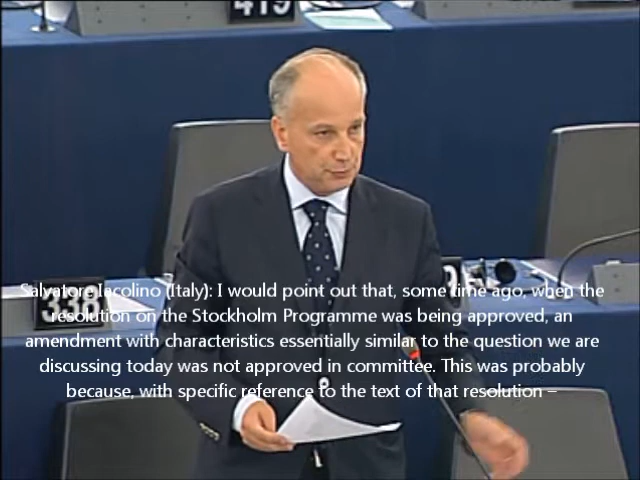 419
338
Salvatore Iacolino (Italy): I would point out that, some time ago, when the
resolution on the Stockholm Programme was being approved, an
amendment with characteristics essentially similar to the question we are
discussing today was not approved in committee. This was probably
because, with specific reference to the text of that resolution –